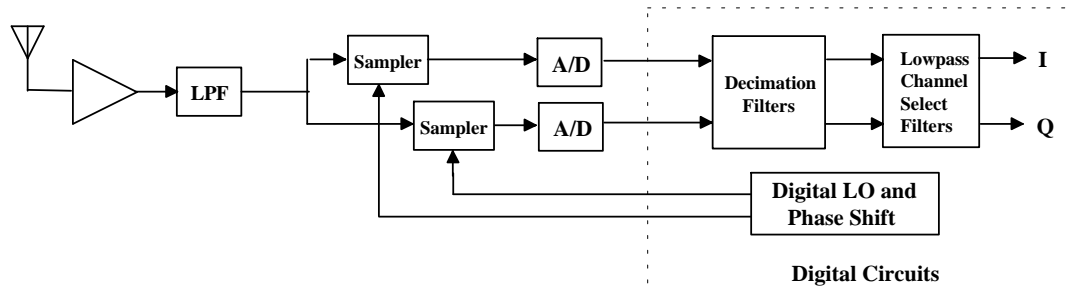 LPF
Sampler
A/D
Sampler
A/D
Decimation
Filters
Lowpass
Channel
Select
Filters
I
Q
Digital LO and
Phase Shift
Digital Circuits